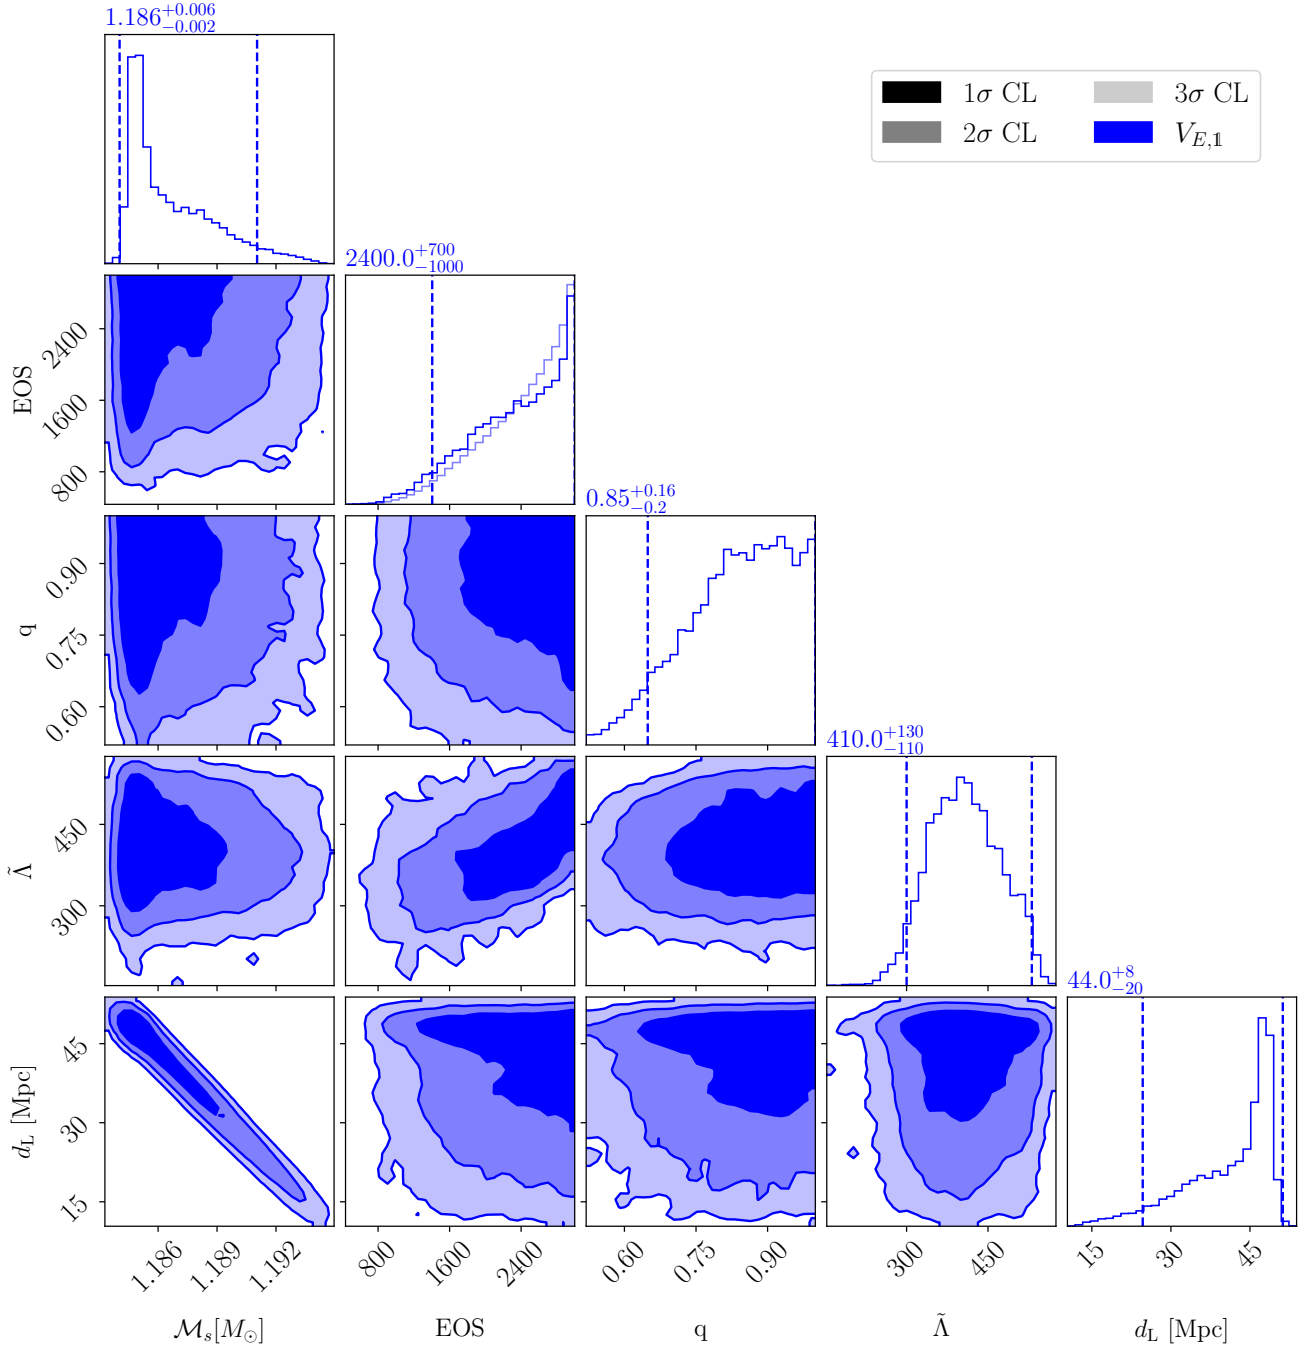 1.186^{+0.006}_{-0.002}
1σ CL
3σ CL
2σ CL
V_{E,𝟙}
2400.0^{+700}_{-1000}
2400
1600
800
EOS
0.85^{+0.16}_{-0.2}
0.90
0.75
0.60
q
410.0^{+130}_{-110}
450
300
Λ̃
44.0^{+8}_{-20}
45
30
15
d_L [Mpc]
1.186 1.189 1.192
800 1600 2400
0.60 0.75 0.90
300 450
15 30 45
ℳ_s[M_⊙]
EOS
q
Λ̃
d_L [Mpc]